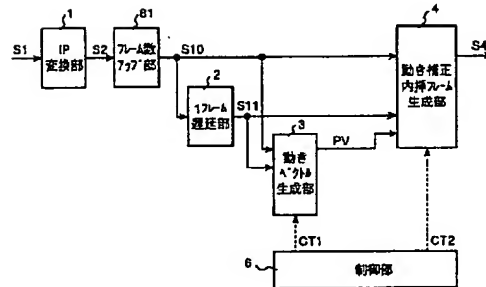 1
81
4
S1
IP
変換部
S2
フレーム数
アップ部
S10
S4
2
1フレーム
遅延部
S11
動き補正
内挿フレーム
生成部
3
動き
ベクトル
生成部
PV
CT1
CT2
6
制御部